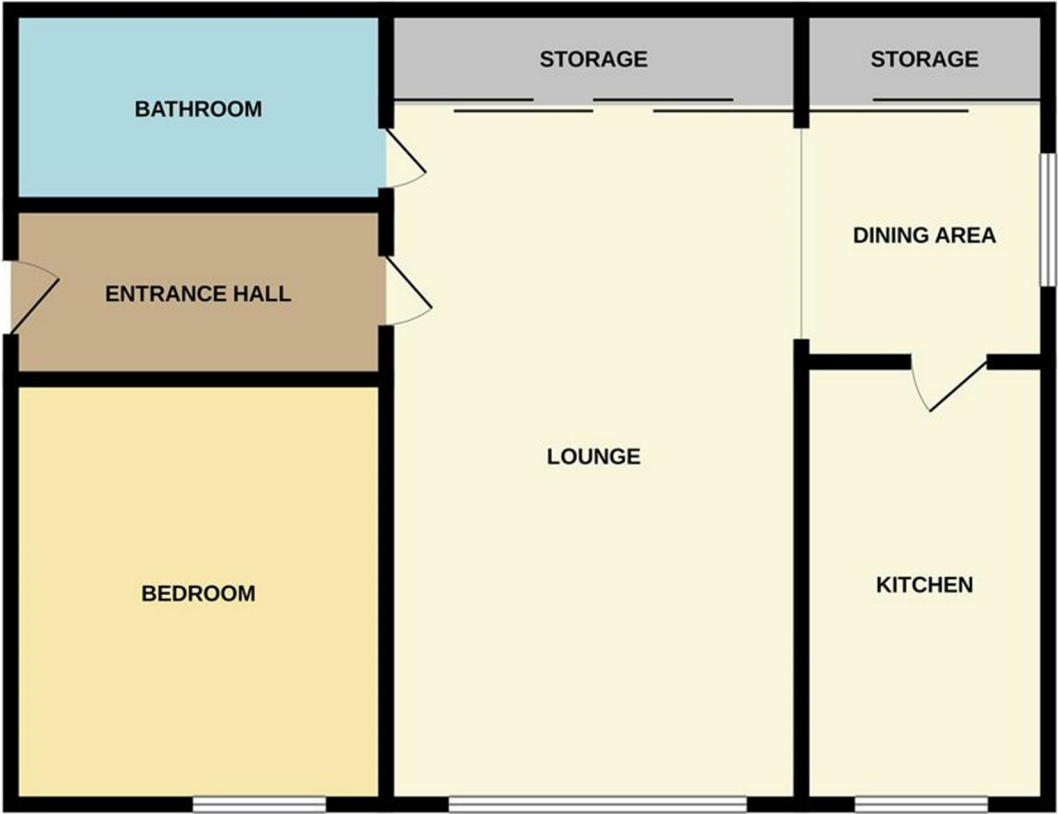 STORAGE
STORAGE
BATHROOM
DINING AREA
ENTRANCE HALL
LOUNGE
KITCHEN
BEDROOM